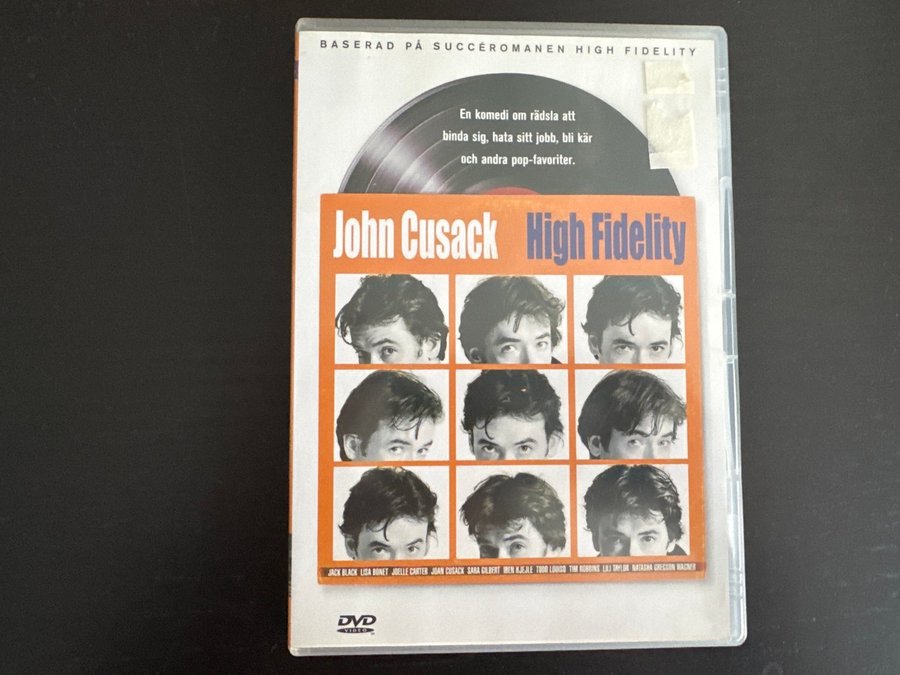 BASERAD PÅ SUCCÉROMANEN HIGH FIDELITY
En komedi om rädsla att
binda sig, hata sitt jobb, bli kär
och andra pop-favoriter.
John Cusack High Fidelity
JACK BLACK LISA BONET JOELLE CARTER JOAN CUSACK SARA GILBERT IBEN HJEJLE TODD LOUISO TIM ROBBINS LILI TAYLOR NATASHA GREGSON WAGNER
DVD
VIDEO